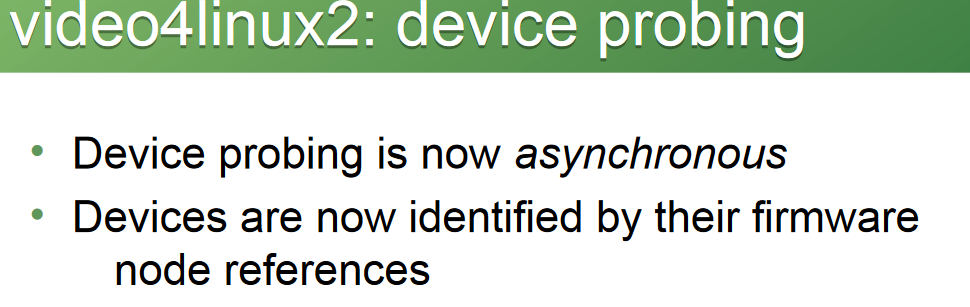 video4linux2: device probing
• Device probing is now asynchronous
• Devices are now identified by their firmware
node references